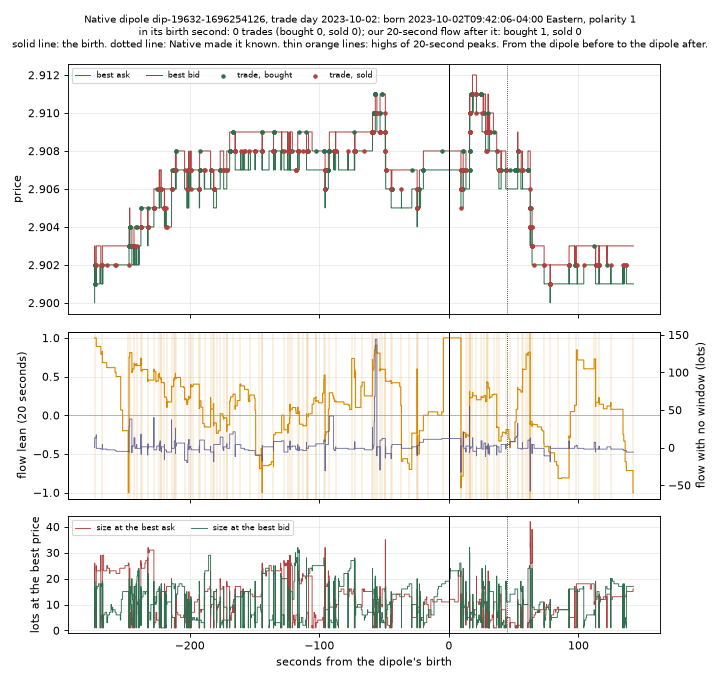 Native dipole dip-19632-1696254126, trade day 2023-10-02: born 2023-10-02T09:42:06-04:00 Eastern, polarity 1
in its birth second: 0 trades (bought 0, sold 0); our 20-second flow after it: bought 1, sold 0
solid line: the birth. dotted line: Native made it known. thin orange lines: highs of 20-second peaks. From the dipole before to the dipole after.
best ask
best bid
trade, bought
trade, sold
2.912
2.910
2.908
2.906
2.904
2.902
2.900
price
1.0
0.5
0.0
−0.5
−1.0
flow lean (20 seconds)
150
100
50
0
−50
flow with no window (lots)
size at the best ask
size at the best bid
40
30
20
10
0
lots at the best price
−200
−100
0
100
seconds from the dipole's birth